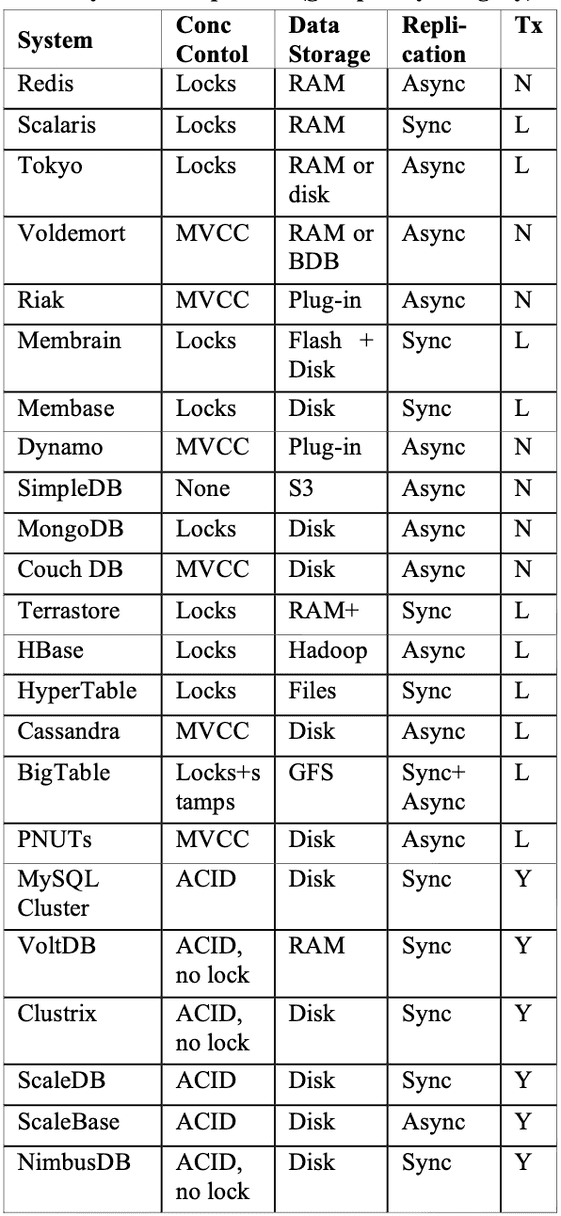 System Conc Contol Data Storage Repli-cation Tx
Redis Locks RAM Async N
Scalaris Locks RAM Sync L
Tokyo Locks RAM or disk Async L
Voldemort MVCC RAM or BDB Async N
Riak MVCC Plug-in Async N
Membrain Locks Flash + Disk Sync L
Membase Locks Disk Sync L
Dynamo MVCC Plug-in Async N
SimpleDB None S3 Async N
MongoDB Locks Disk Async N
Couch DB MVCC Disk Async N
Terrastore Locks RAM+ Sync L
HBase Locks Hadoop Async L
HyperTable Locks Files Sync L
Cassandra MVCC Disk Async L
BigTable Locks+s tamps GFS Sync+ Async L
PNUTs MVCC Disk Async L
MySQL Cluster ACID Disk Sync Y
VoltDB ACID, no lock RAM Sync Y
Clustrix ACID, no lock Disk Sync Y
ScaleDB ACID Disk Sync Y
ScaleBase ACID Disk Async Y
NimbusDB ACID, no lock Disk Sync Y